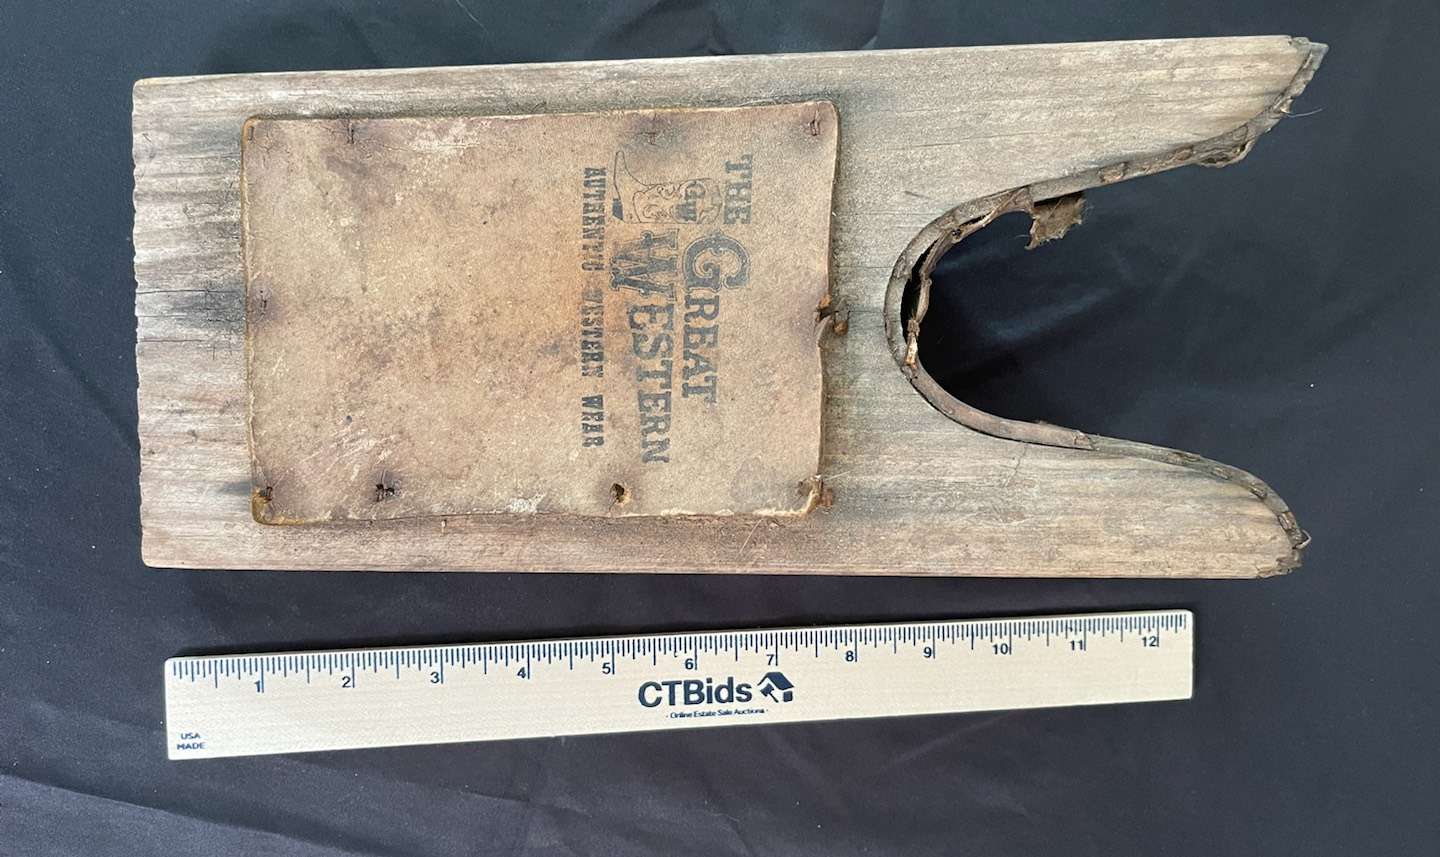 THE
GREAT
GW
WESTERN
AUTHENTIC WESTERN WEAR
1 2 3 4 5 6 7 8 9 10 11 12
CTBids
- Online Estate Sale Auctions -
USA
MADE